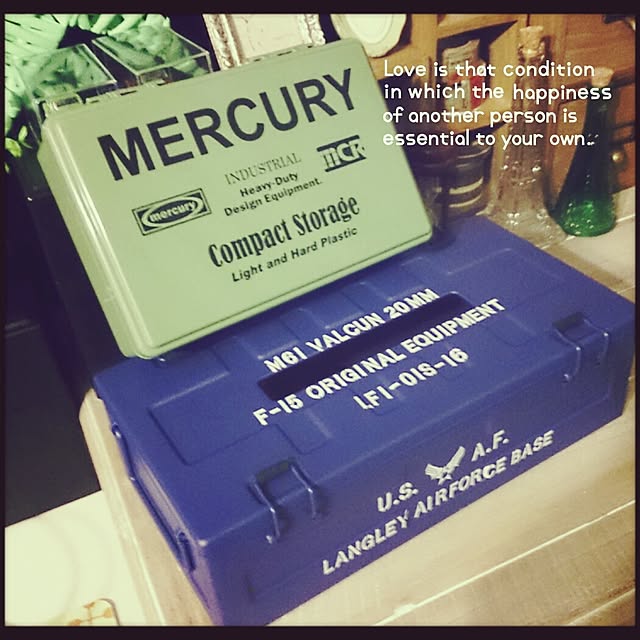 Love is that condition
in which the happiness
of another person is
essential to your own..
MERCURY
INDUSTRIAL
Heavy-Duty
Design Equipment.
mercury
MCR
Compact Storage
Light and Hard Plastic
M61 VALCUN 20MM
F-15 ORIGINAL EQUIPMENT
LF1-01S-16
U.S. A.F.
LANGLEY AIRFORCE BASE